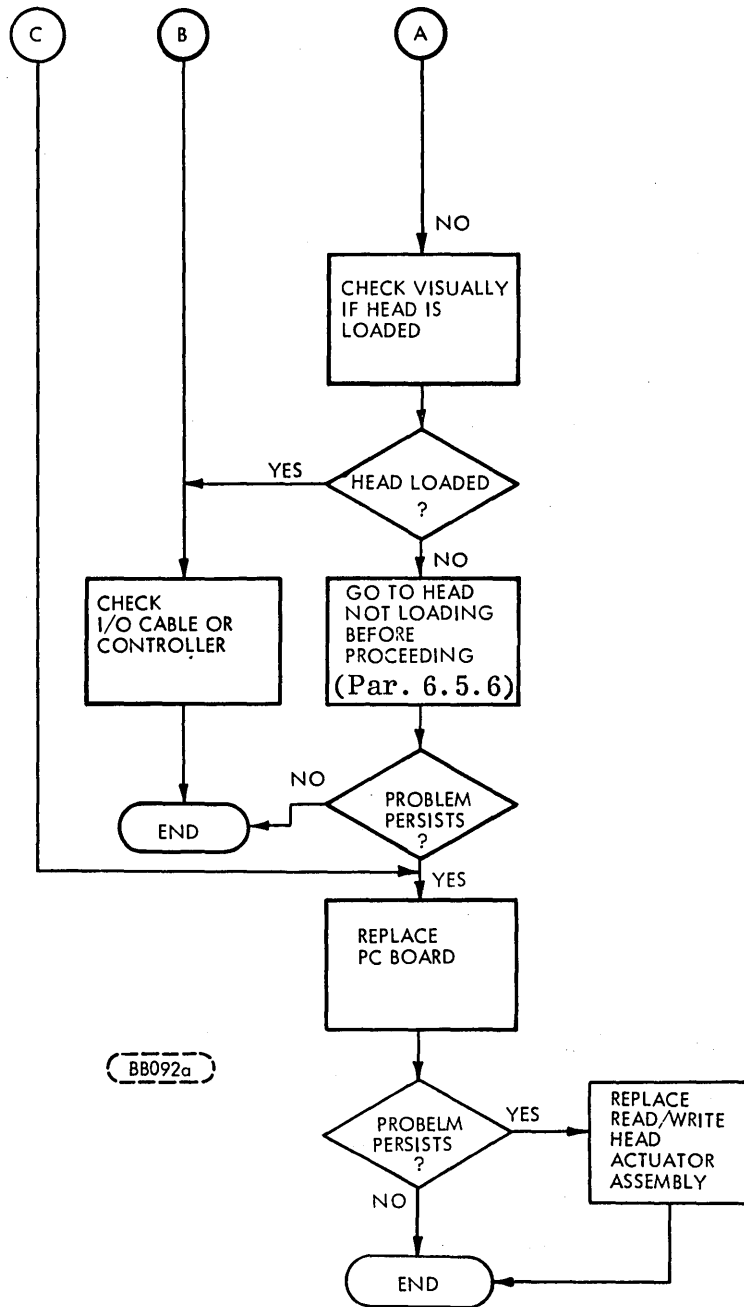 C
B
A
NO
CHECK VISUALLY
IF HEAD IS
LOADED
YES
HEAD LOADED
?
NO
CHECK
I/O CABLE OR
CONTROLLER
GO TO HEAD
NOT LOADING
BEFORE
PROCEEDING
(Par. 6.5.6)
NO
PROBLEM
PERSISTS
?
END
YES
REPLACE
PC BOARD
BB092a
PROBELM
PERSISTS
?
YES
REPLACE
READ/WRITE
HEAD
ACTUATOR
ASSEMBLY
NO
END